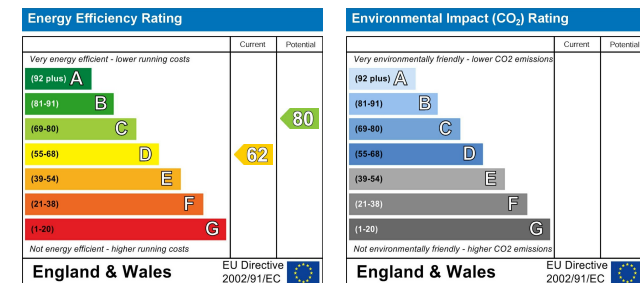 Energy Efficiency Rating
Current Potential
Very energy efficient - lower running costs
(92 plus) A
(81-91) B
(69-80) C
80
(55-68) D
62
(39-54) E
(21-38) F
(1-20) G
Not energy efficient - higher running costs
England & Wales
EU Directive
2002/91/EC
Environmental Impact (CO₂) Rating
Current Potential
Very environmentally friendly - lower CO2 emissions
(92 plus) A
(81-91) B
(69-80) C
(55-68) D
(39-54) E
(21-38) F
(1-20) G
Not environmentally friendly - higher CO2 emissions
England & Wales
EU Directive
2002/91/EC